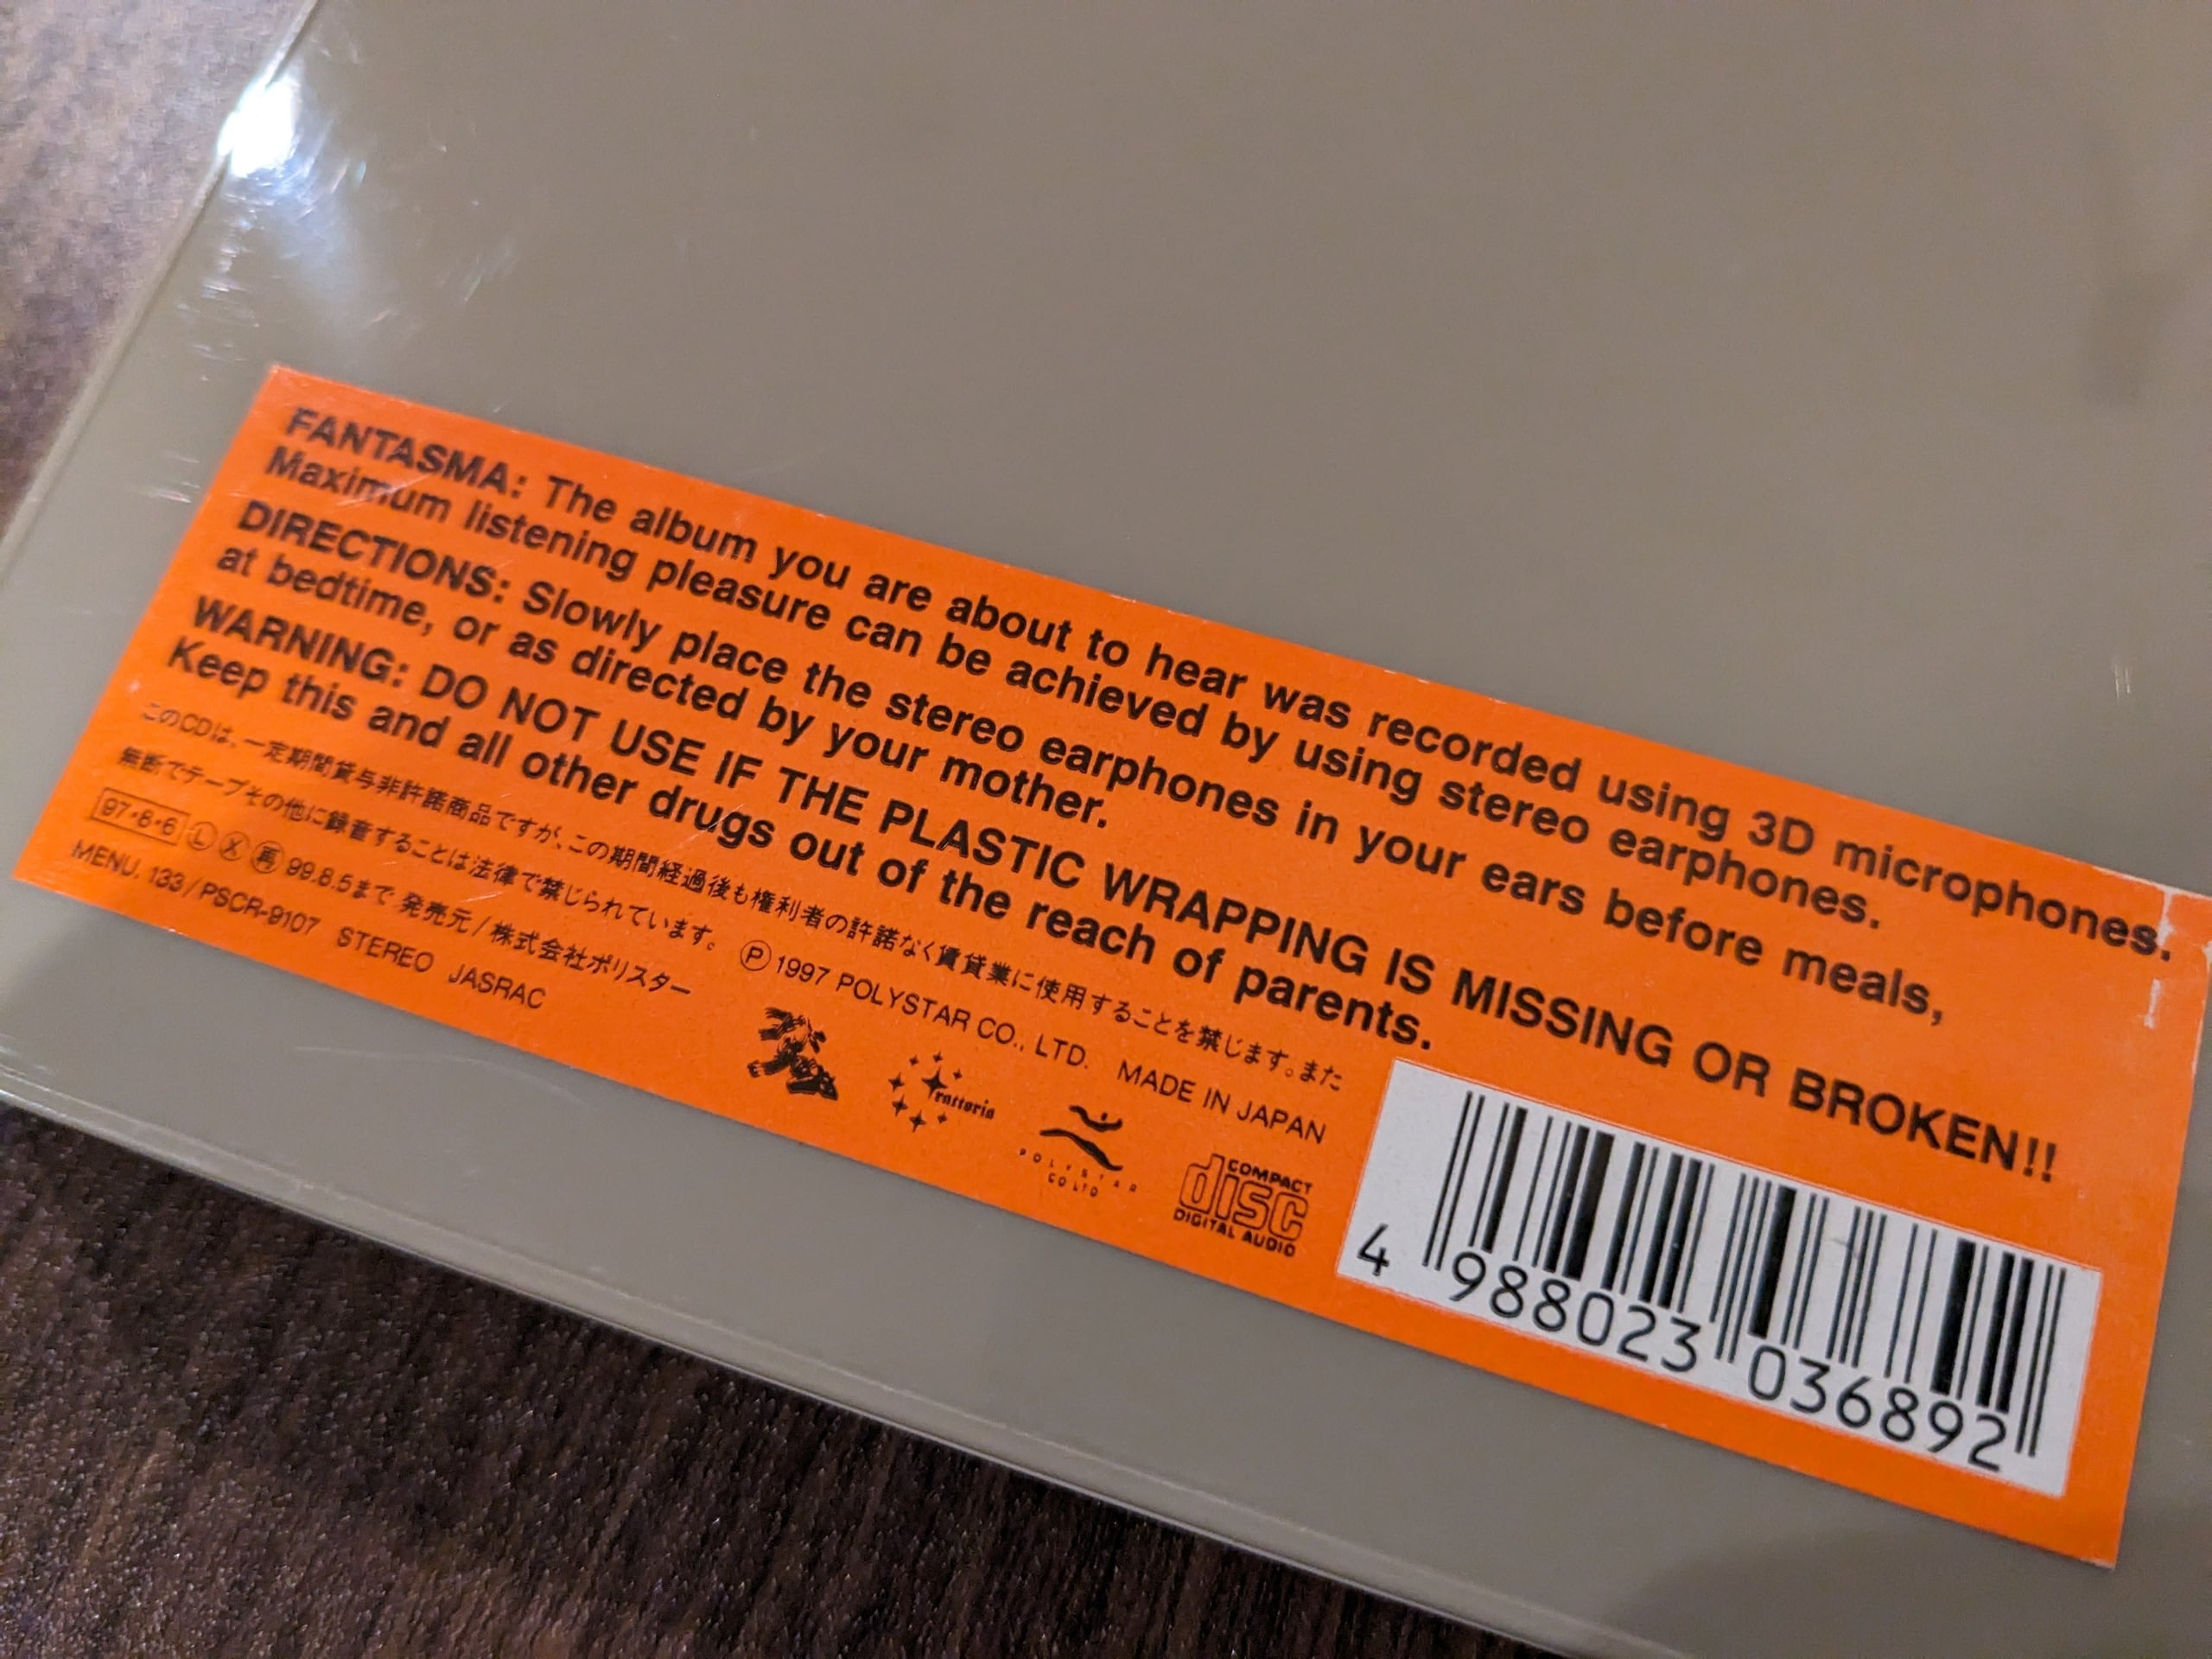 FANTASMA: The album you are about to hear was recorded using 3D microphones.
Maximum listening pleasure can be achieved by using stereo earphones.
DIRECTIONS: Slowly place the stereo earphones in your ears before meals,
at bedtime, or as directed by your mother.
WARNING: DO NOT USE IF THE PLASTIC WRAPPING IS MISSING OR BROKEN!!
Keep this and all other drugs out of the reach of parents.
このCDは、一定期間貸与非許諾商品ですが、この期間経過後も権利者の許諾なく賃貸業に使用することを禁じます。また
無断でテープその他に録音することは法律で禁じられています。 Ⓟ 1997 POLYSTAR CO., LTD. MADE IN JAPAN
97・8・6 Ⓛ Ⓧ 再 99.8.5まで 発売元/株式会社ポリスター
MENU. 133/PSCR-9107 STEREO JASRAC
Trattoria
POLYSTAR
CO LTD
COMPACT
disc
DIGITAL AUDIO
4 988023 036892